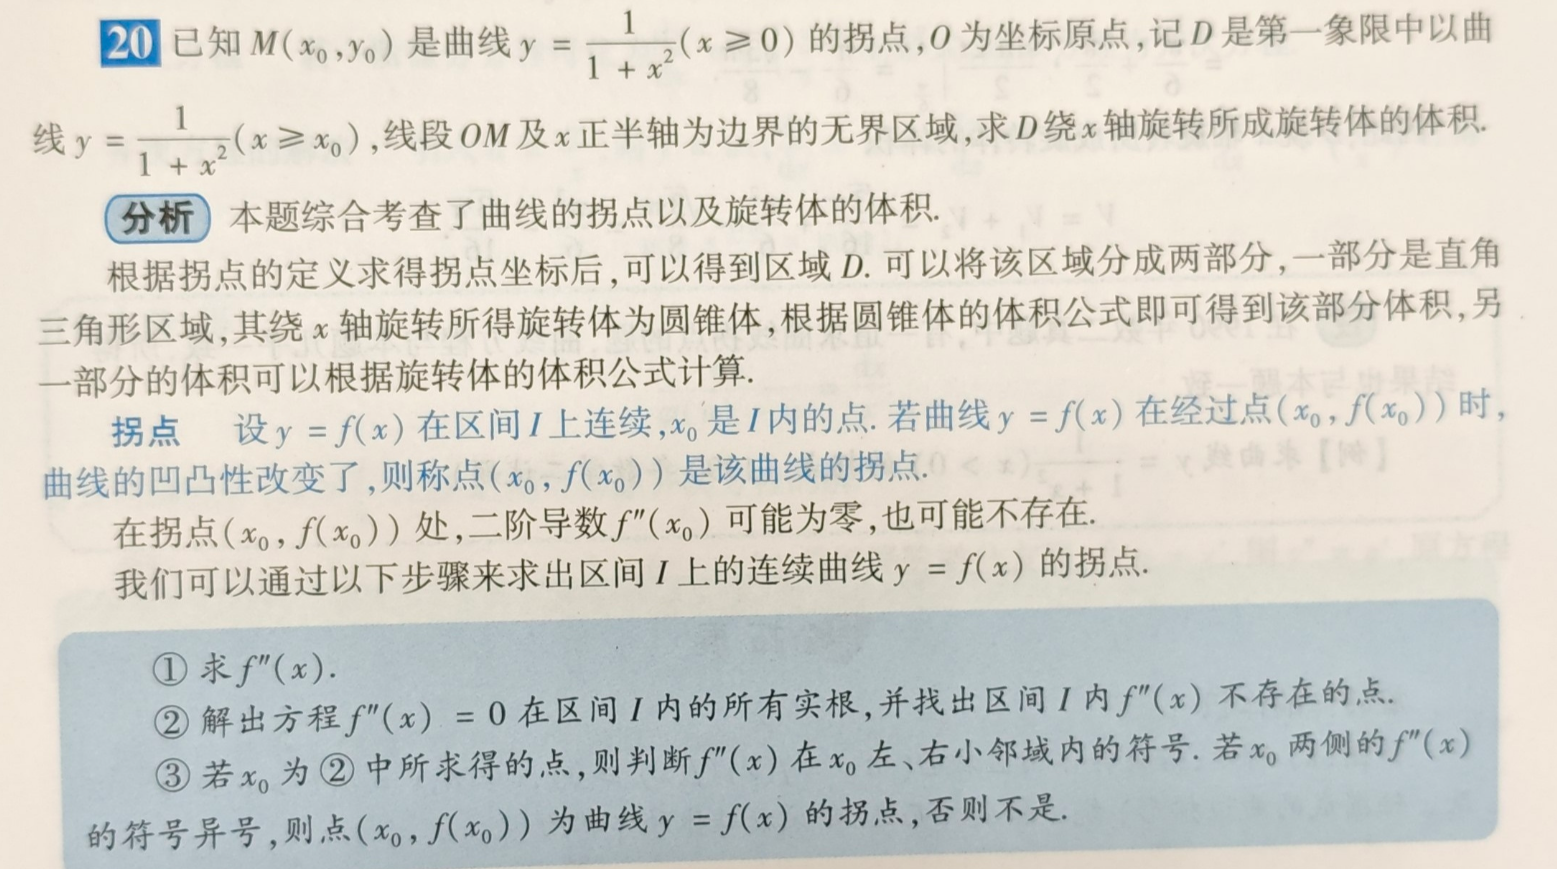 20 已知 M(x₀,y₀) 是曲线 y = 1/(1 + x²) (x ⩾ 0) 的拐点,O 为坐标原点,记 D 是第一象限中以曲
线 y = 1/(1 + x²) (x ⩾ x₀),线段 OM 及 x 正半轴为边界的无界区域,求 D 绕 x 轴旋转所成旋转体的体积.
分析 本题综合考查了曲线的拐点以及旋转体的体积.
根据拐点的定义求得拐点坐标后,可以得到区域 D. 可以将该区域分成两部分,一部分是直角
三角形区域,其绕 x 轴旋转所得旋转体为圆锥体,根据圆锥体的体积公式即可得到该部分体积,另
一部分的体积可以根据旋转体的体积公式计算.
拐点 设 y = f(x) 在区间 I 上连续,x₀ 是 I 内的点. 若曲线 y = f(x) 在经过点(x₀, f(x₀)) 时,
曲线的凹凸性改变了,则称点(x₀, f(x₀)) 是该曲线的拐点.
在拐点(x₀, f(x₀)) 处,二阶导数 f″(x₀) 可能为零,也可能不存在.
我们可以通过以下步骤来求出区间 I 上的连续曲线 y = f(x) 的拐点.
① 求 f″(x).
② 解出方程 f″(x) = 0 在区间 I 内的所有实根,并找出区间 I 内 f″(x) 不存在的点.
③ 若 x₀ 为 ② 中所求得的点,则判断 f″(x) 在 x₀ 左、右小邻域内的符号. 若 x₀ 两侧的 f″(x)
的符号异号,则点(x₀, f(x₀)) 为曲线 y = f(x) 的拐点,否则不是.